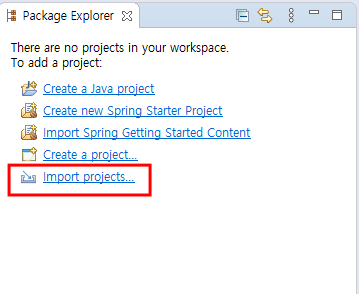 Package Explorer
There are no projects in your workspace.
To add a project:
Create a Java project
Create new Spring Starter Project
Import Spring Getting Started Content
Create a project...
Import projects...